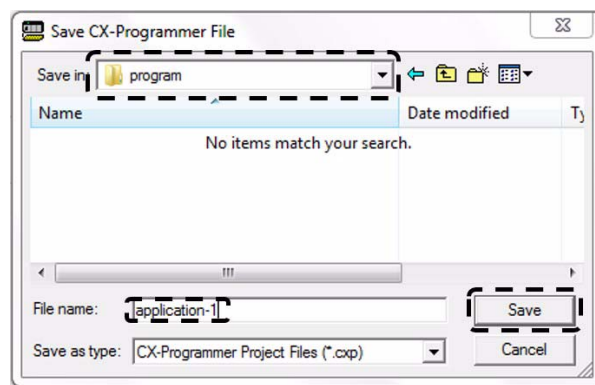 Save CX-Programmer File
Save in: program
Name Date modified Ty
No items match your search.
File name: application-1 Save
Save as type: CX-Programmer Project Files (*.cxp) Cancel